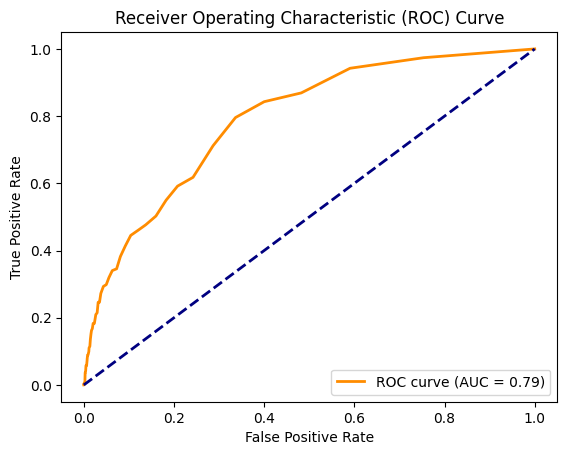 Receiver Operating Characteristic (ROC) Curve
True Positive Rate
1.0
0.8
0.6
0.4
0.2
0.0
ROC curve (AUC = 0.79)
0.0 0.2 0.4 0.6 0.8 1.0
False Positive Rate